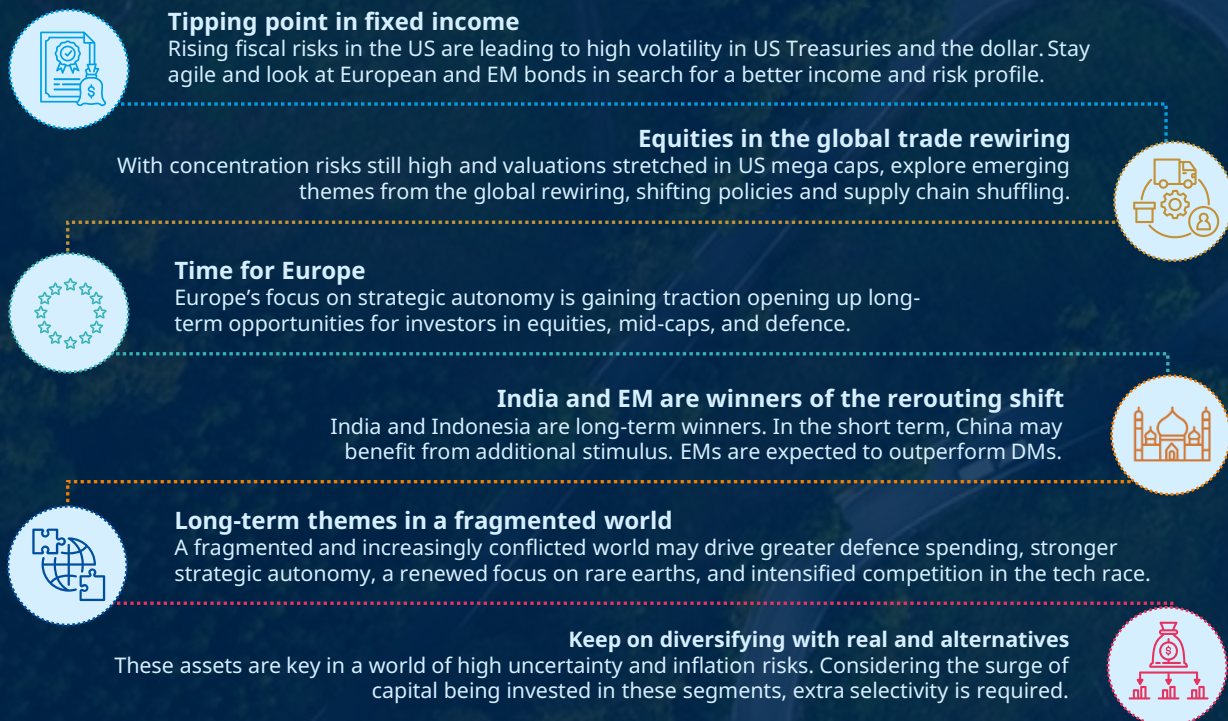 Tipping point in fixed income
Rising fiscal risks in the US are leading to high volatility in US Treasuries and the dollar. Stay
agile and look at European and EM bonds in search for a better income and risk profile.
Equities in the global trade rewiring
With concentration risks still high and valuations stretched in US mega caps, explore emerging
themes from the global rewiring, shifting policies and supply chain shuffling.
Time for Europe
Europe’s focus on strategic autonomy is gaining traction opening up long-
term opportunities for investors in equities, mid-caps, and defence.
India and EM are winners of the rerouting shift
India and Indonesia are long-term winners. In the short term, China may
benefit from additional stimulus. EMs are expected to outperform DMs.
Long-term themes in a fragmented world
A fragmented and increasingly conflicted world may drive greater defence spending, stronger
strategic autonomy, a renewed focus on rare earths, and intensified competition in the tech race.
Keep on diversifying with real and alternatives
These assets are key in a world of high uncertainty and inflation risks. Considering the surge of
capital being invested in these segments, extra selectivity is required.